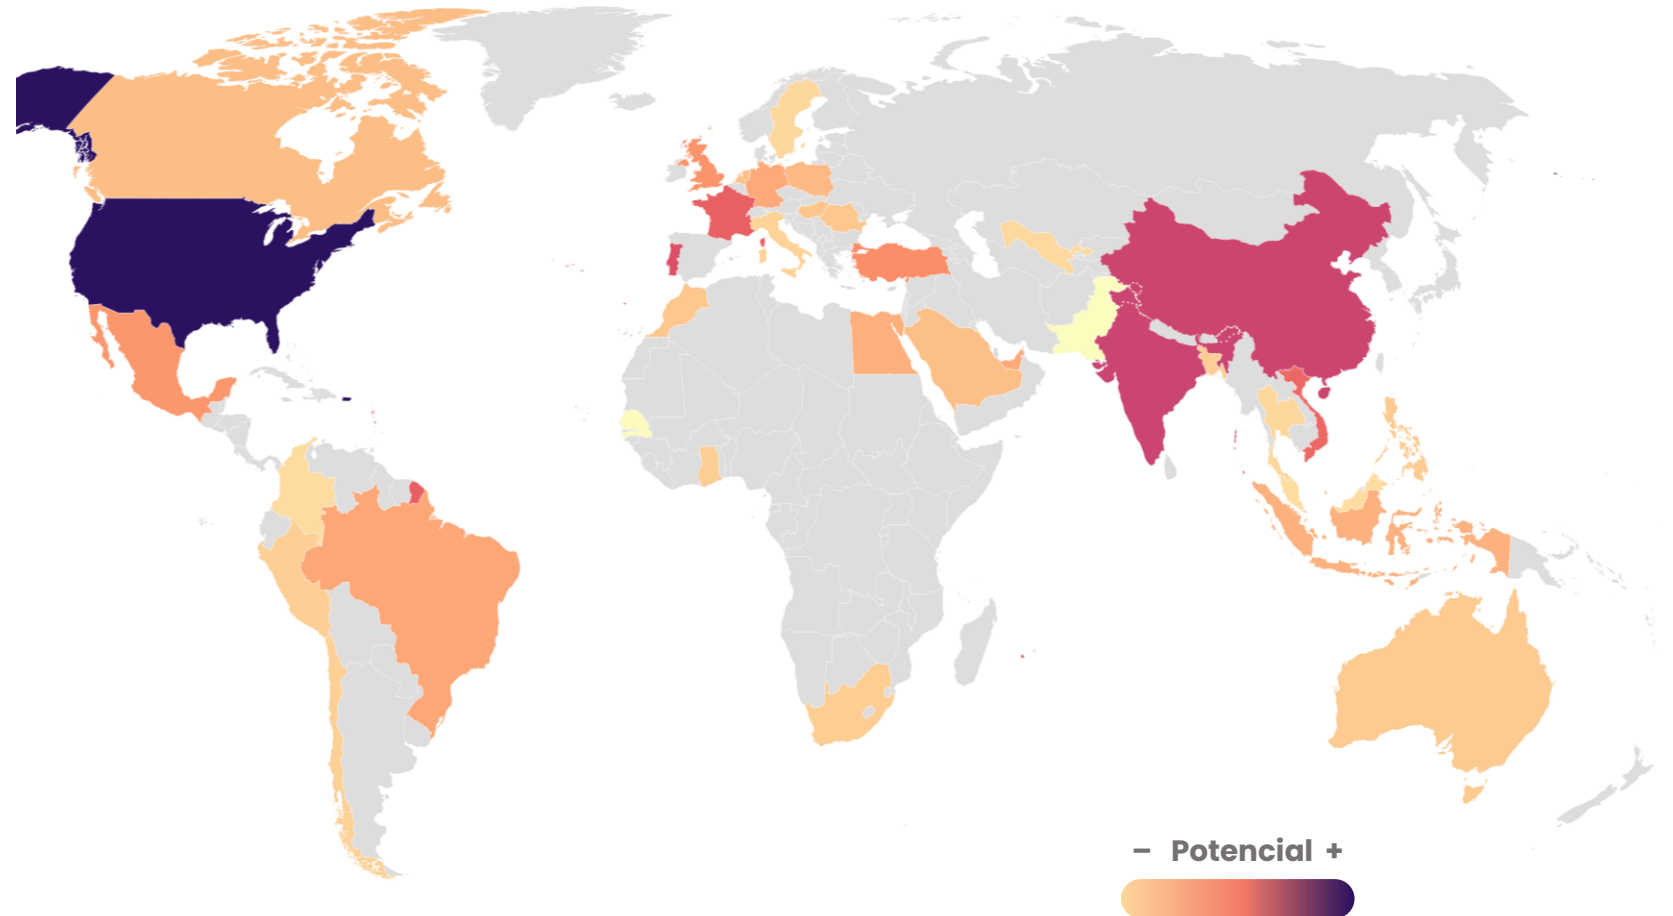 − Potencial +